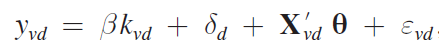 y_{vd} = βk_{vd} + δ_d + X′_{vd} θ + ε_{vd}.